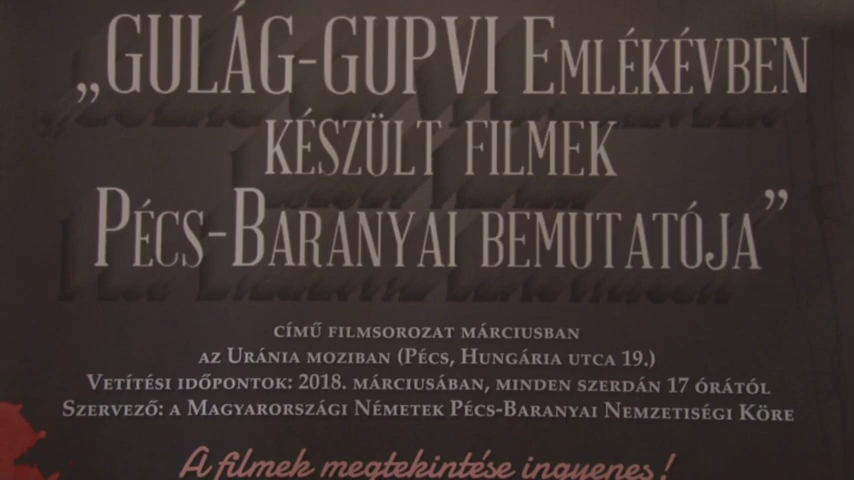 „GULÁG-GUPVI EMLÉKÉVBEN
KÉSZÜLT FILMEK
PÉCS-BARANYAI BEMUTATÓJA”
CÍMŰ FILMSOROZAT MÁRCIUSBAN
AZ URÁNIA MOZIBAN (PÉCS, HUNGÁRIA UTCA 19.)
VETÍTÉSI IDŐPONTOK: 2018. MÁRCIUSÁBAN, MINDEN SZERDÁN 17 ÓRÁTÓL
SZERVEZŐ: A MAGYARORSZÁGI NÉMETEK PÉCS-BARANYAI NEMZETISÉGI KÖRE
A filmek megtekintése ingyenes!